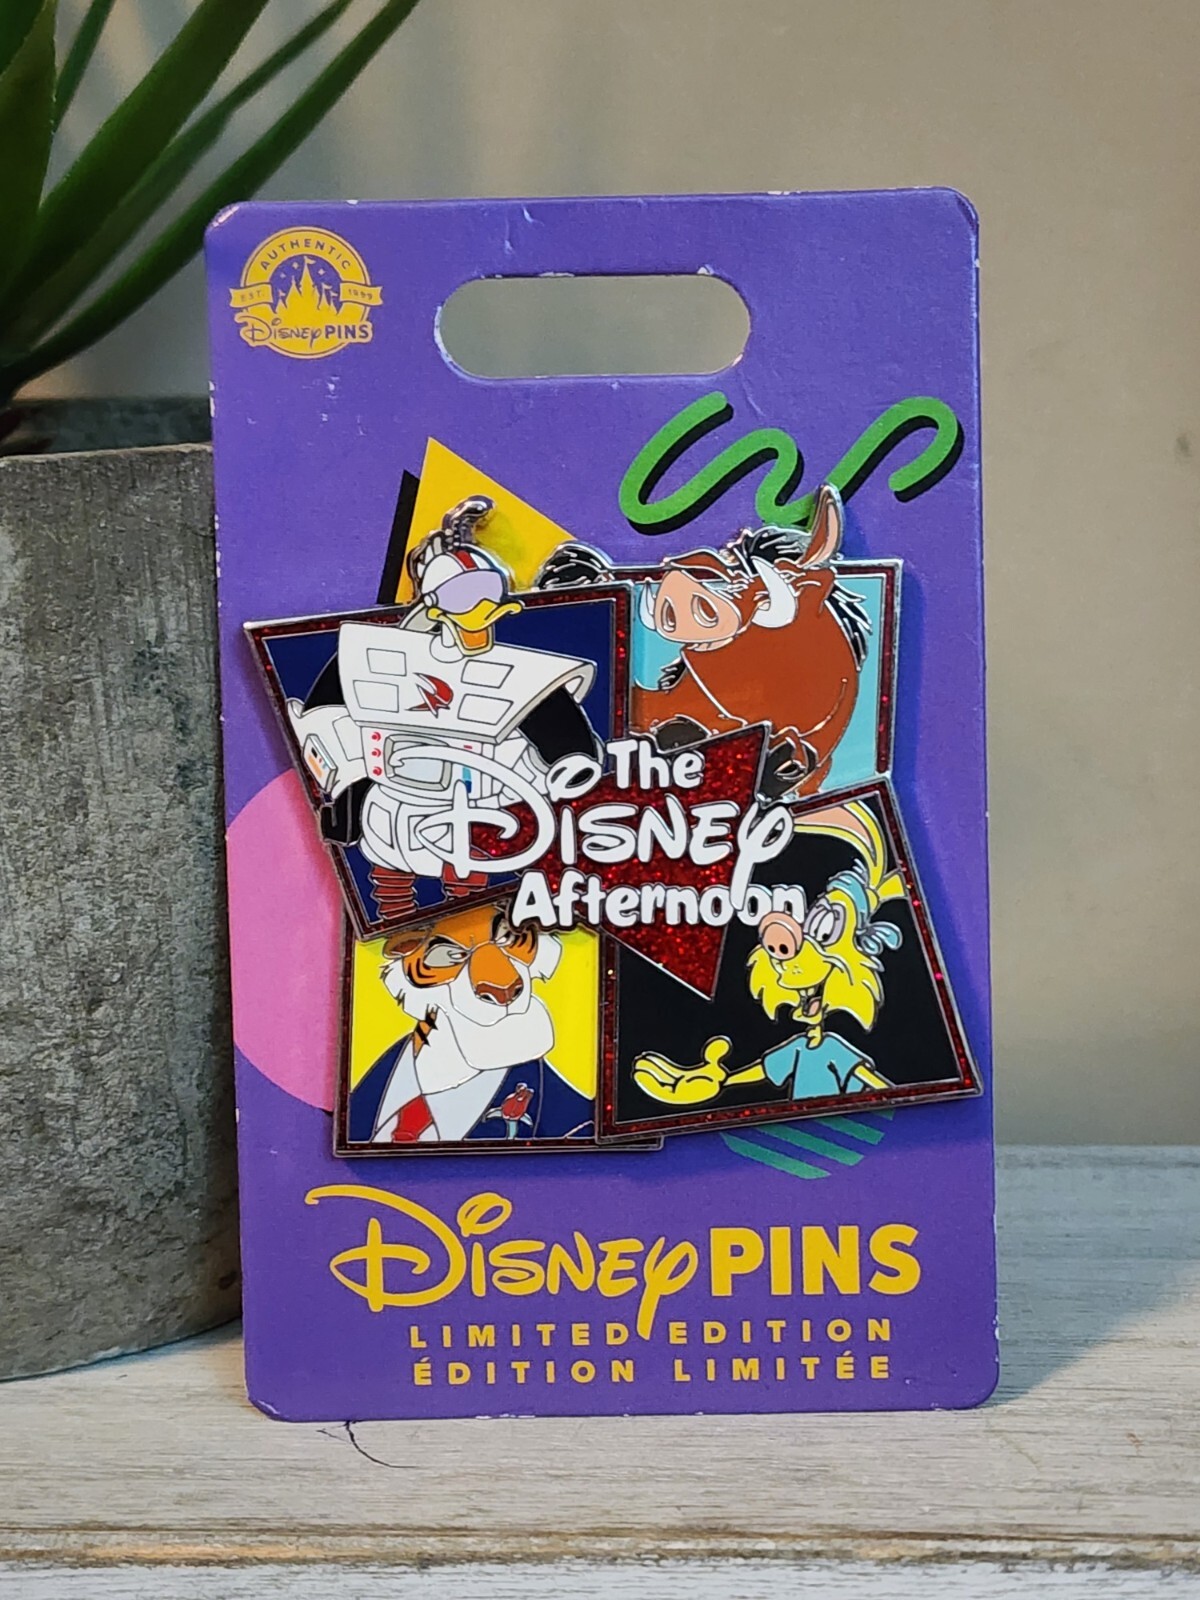 AUTHENTIC
EST. 1999
Disney PINS
The
Disney
Afternoon
Disney PINS
LIMITED EDITION
ÉDITION LIMITÉE